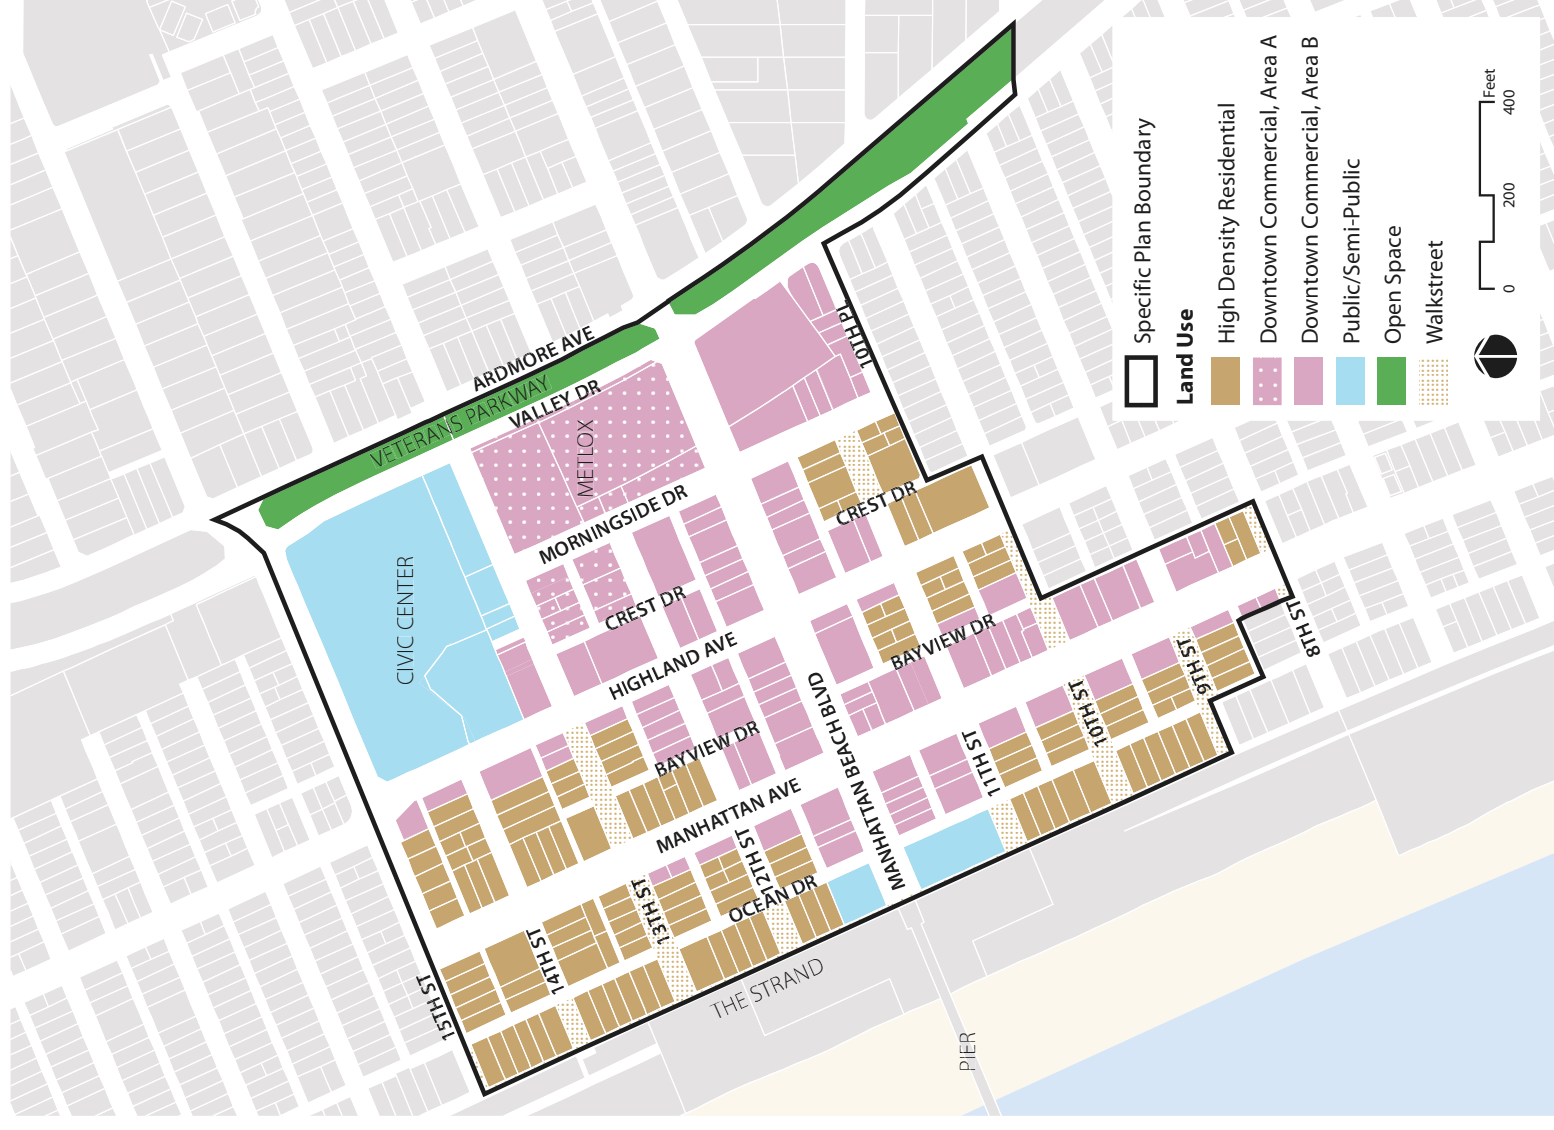 ARDMORE AVE
VETERANS PARKWAY
VALLEY DR
METLOX
CIVIC CENTER
MORNINGSIDE DR
10TH PL
CREST DR
CREST DR
HIGHLAND AVE
BAYVIEW DR
BAYVIEW DR
MANHATTAN BEACH BLVD
MANHATTAN AVE
8TH ST
9TH ST
10TH ST
11TH ST
12TH ST
13TH ST
14TH ST
15TH ST
OCEAN DR
THE STRAND
PIER
Specific Plan Boundary
Land Use
High Density Residential
Downtown Commercial, Area A
Downtown Commercial, Area B
Public/Semi-Public
Open Space
Walkstreet
0 200 400
Feet